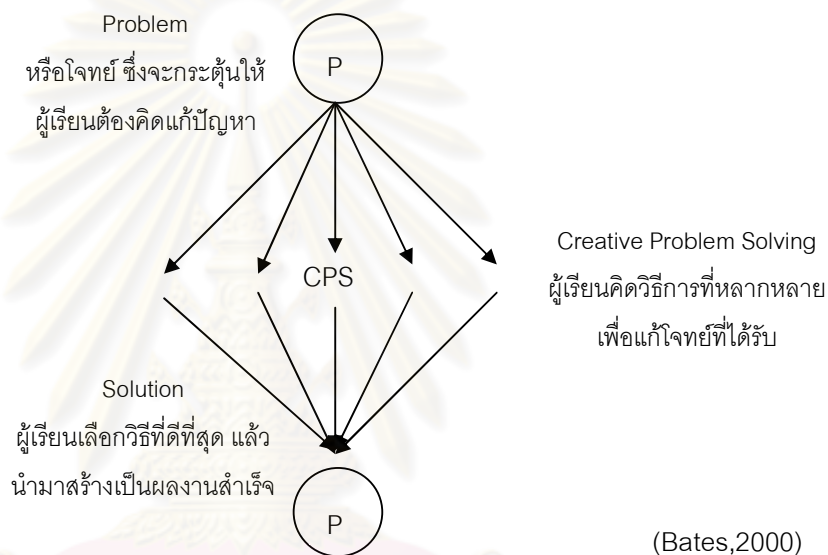 Problem
หรือโจทย์ ซึ่งจะกระตุ้นให้
ผู้เรียนต้องคิดแก้ปัญหา
P
CPS
Creative Problem Solving
ผู้เรียนคิดวิธีการที่หลากหลาย
เพื่อแก้โจทย์ที่ได้รับ
Solution
ผู้เรียนเลือกวิธีที่ดีที่สุด แล้ว
นำมาสร้างเป็นผลงานสำเร็จ
P
(Bates,2000)